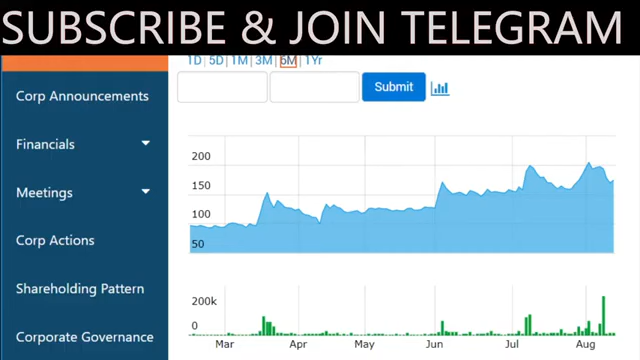 SUBSCRIBE & JOIN TELEGRAM
1D | 5D | 1M | 3M | 6M | 1Yr
Submit
Corp Announcements
Financials
Meetings
Corp Actions
Shareholding Pattern
Corporate Governance
200
150
100
50
200k
0
Mar Apr May Jun Jul Aug